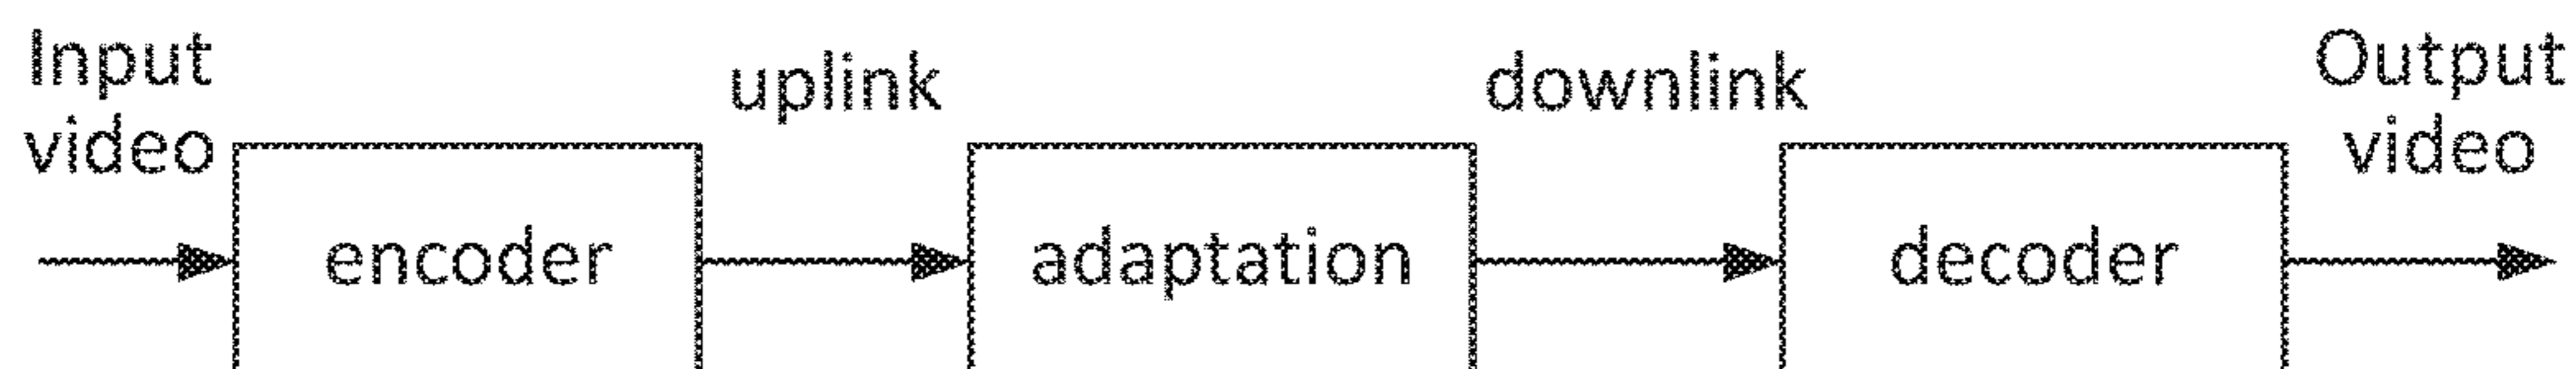 Input
video
uplink
downlink
Output
video
encoder
adaptation
decoder